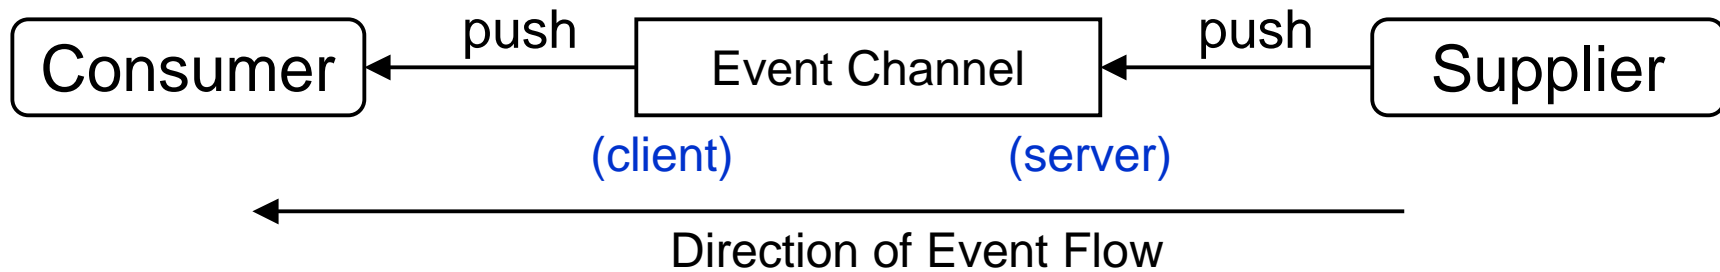 push
push
Consumer
Event Channel
Supplier
(client)
(server)
Direction of Event Flow